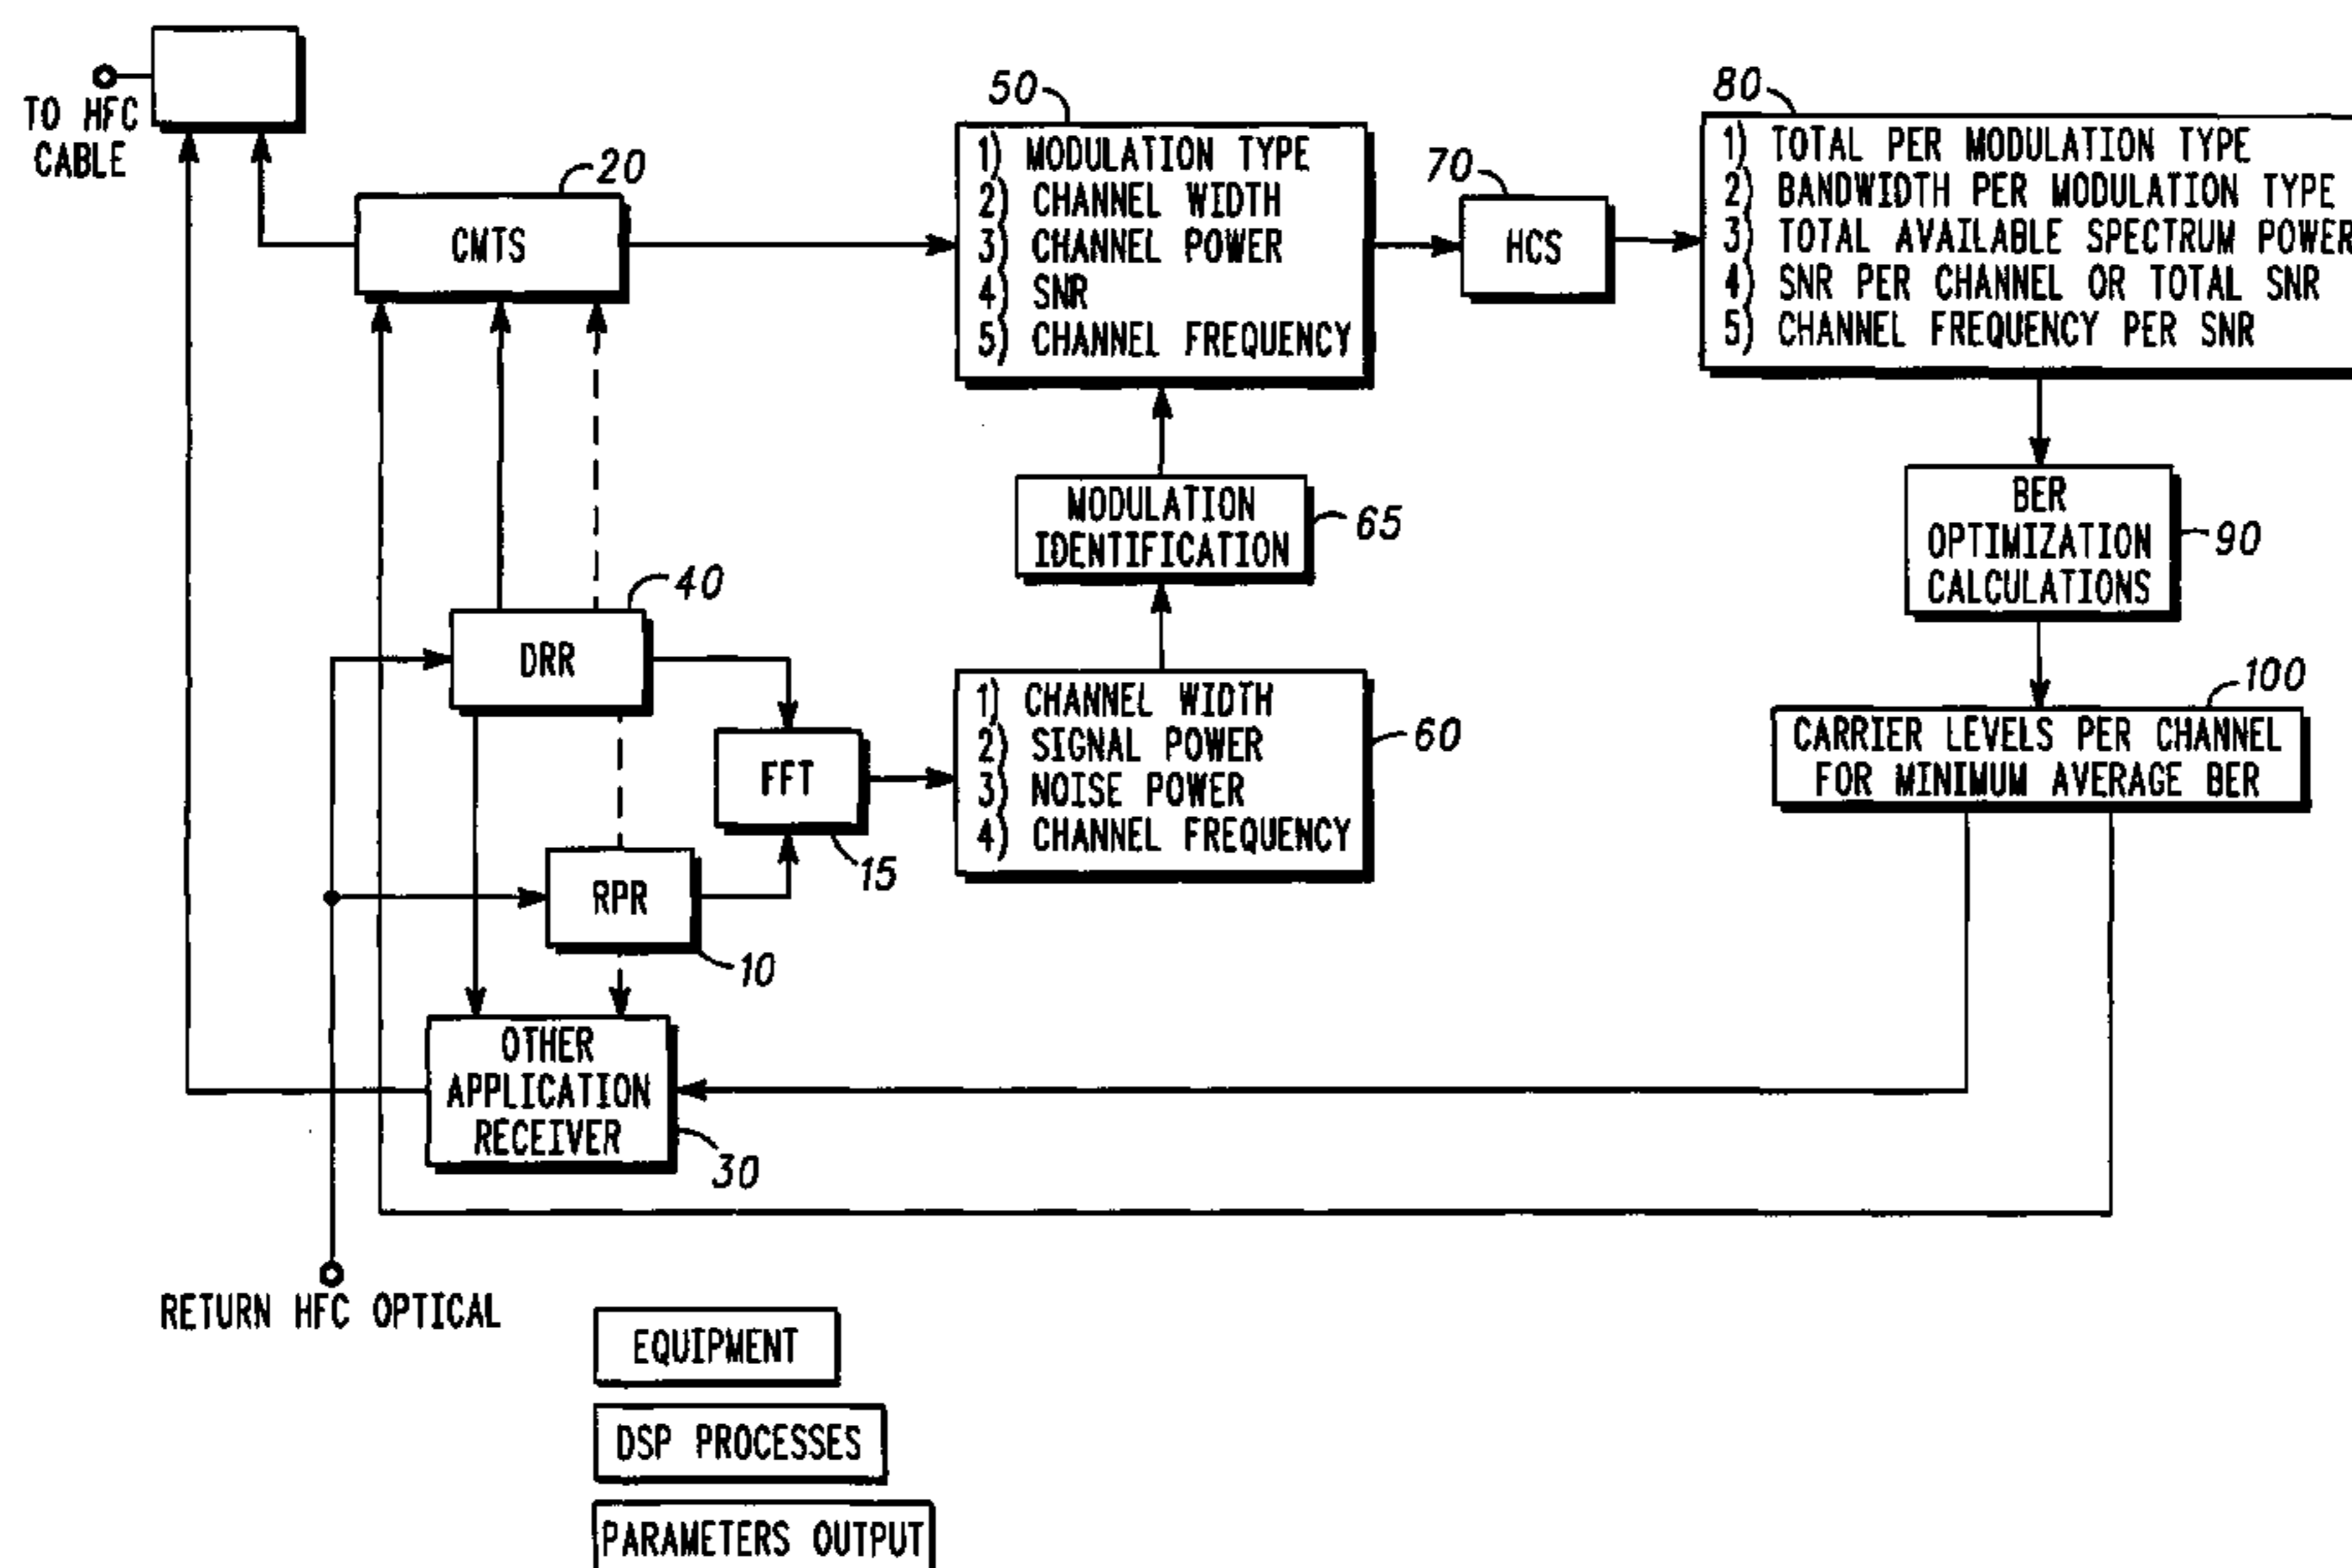 TO HFC
CABLE
20
CMTS
50
1) MODULATION TYPE
2) CHANNEL WIDTH
3) CHANNEL POWER
4) SNR
5) CHANNEL FREQUENCY
70
HCS
80
1) TOTAL PER MODULATION TYPE
2) BANDWIDTH PER MODULATION TYPE
3) TOTAL AVAILABLE SPECTRUM POWER
4) SNR PER CHANNEL OR TOTAL SNR
5) CHANNEL FREQUENCY PER SNR
MODULATION
IDENTIFICATION
65
BER
OPTIMIZATION
CALCULATIONS
90
40
DRR
FFT
15
1) CHANNEL WIDTH
2) SIGNAL POWER
3) NOISE POWER
4) CHANNEL FREQUENCY
60
100
CARRIER LEVELS PER CHANNEL
FOR MINIMUM AVERAGE BER
RPR
10
OTHER
APPLICATION
RECEIVER
30
RETURN HFC OPTICAL
EQUIPMENT
DSP PROCESSES
PARAMETERS OUTPUT